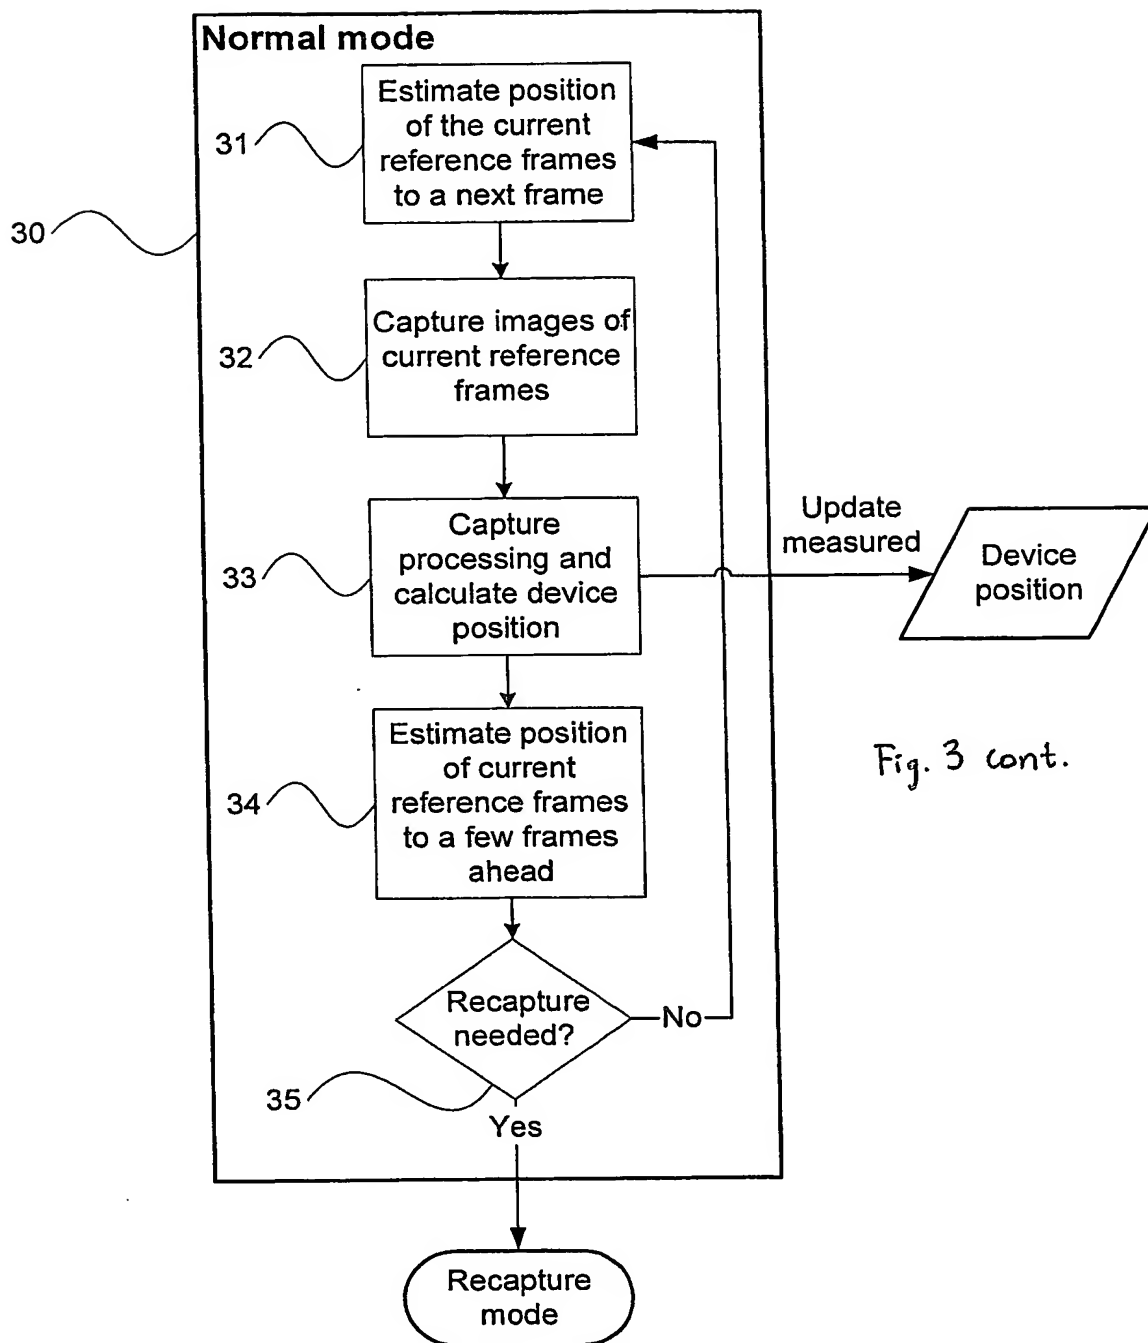 Normal mode
Estimate position
of the current
reference frames
to a next frame
31
30
Capture images of
current reference
frames
32
Capture
processing and
calculate device
position
33
Update
measured
Device
position
Estimate position
of current
reference frames
to a few frames
ahead
34
Fig. 3 cont.
Recapture
needed?
No
35
Yes
Recapture
mode